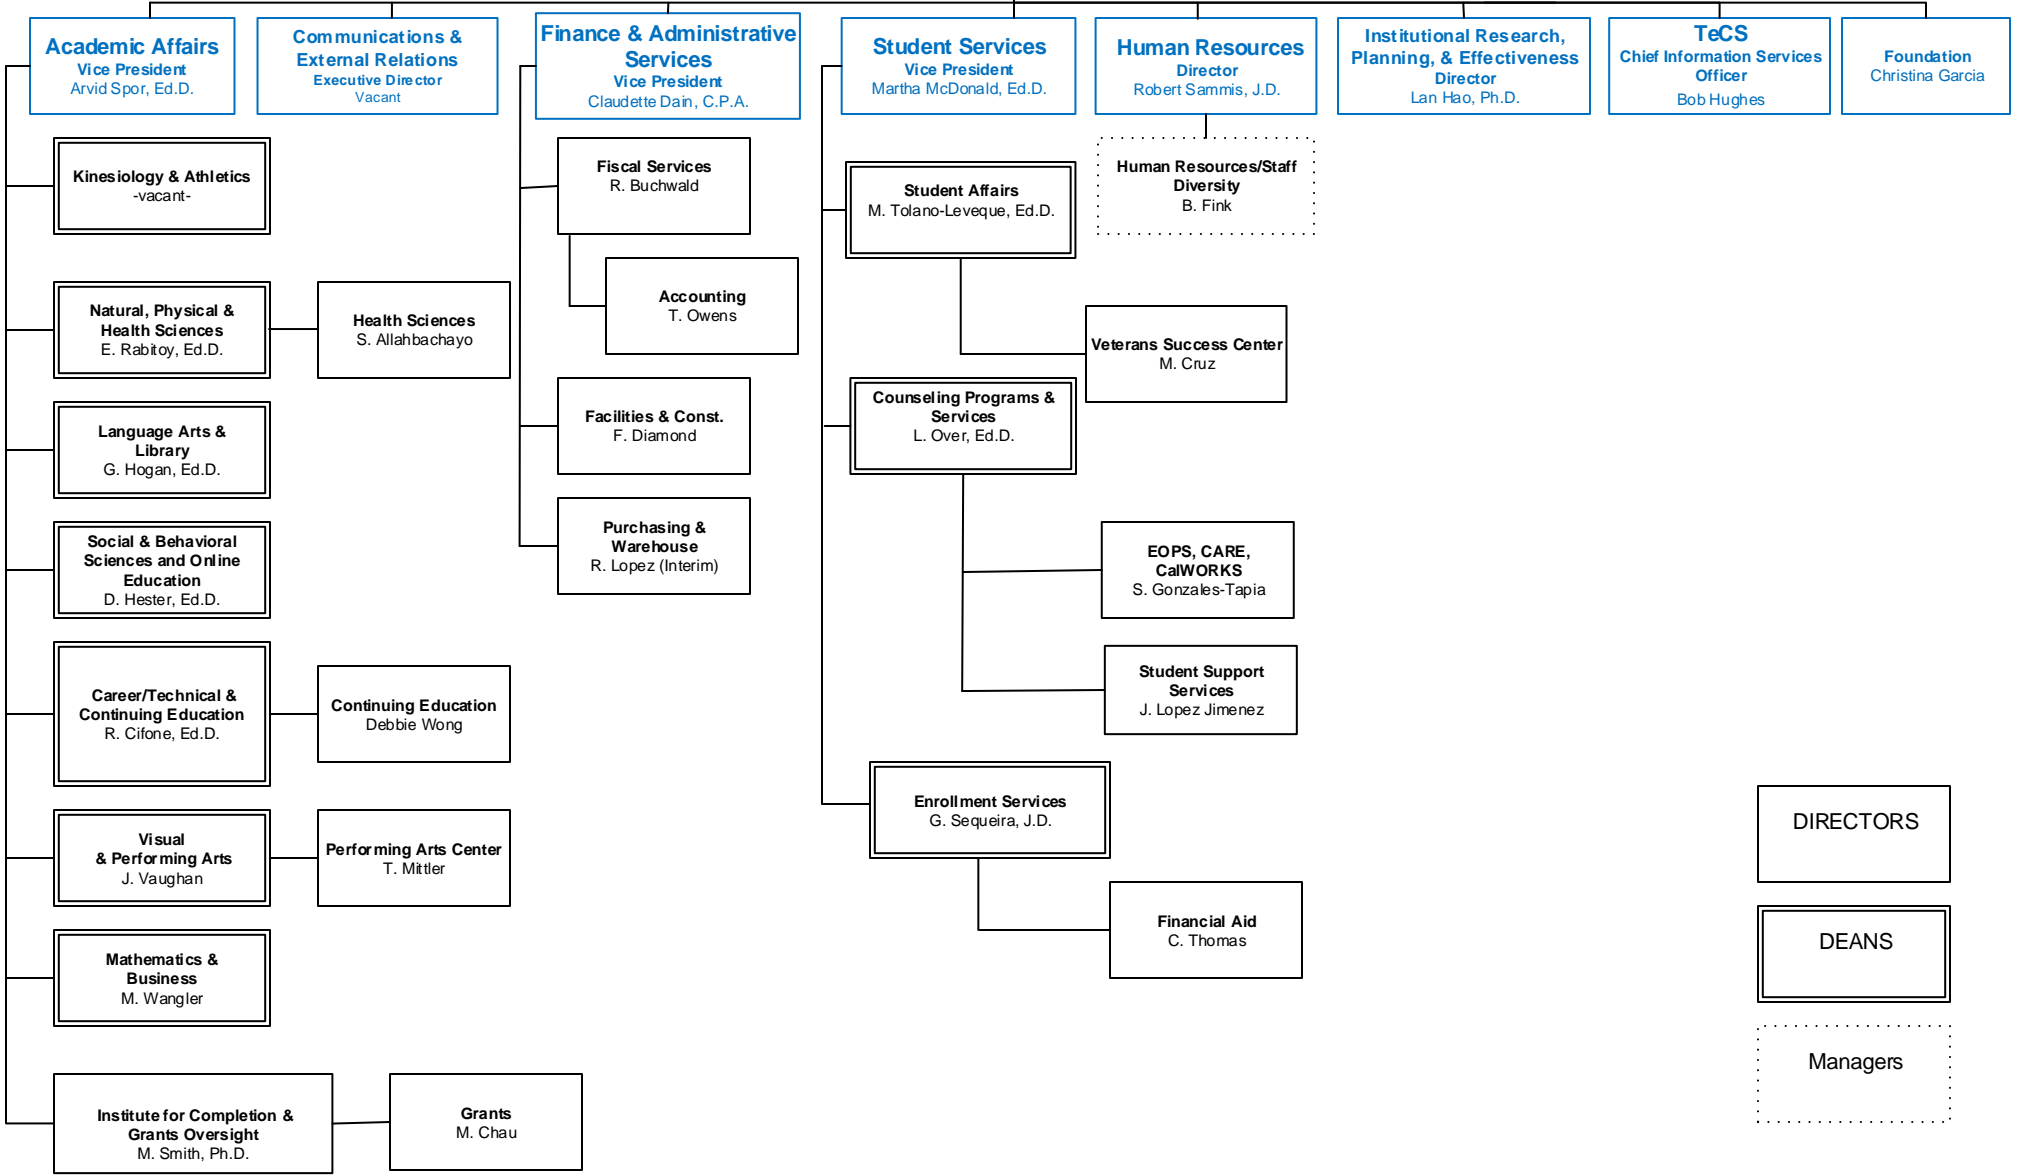 Academic Affairs
Vice President
Arvid Spor, Ed.D.
Communications &
External Relations
Executive Director
Vacant
Finance & Administrative
Services
Vice President
Claudette Dain, C.P.A.
Student Services
Vice President
Martha McDonald, Ed.D.
Human Resources
Director
Robert Sammis, J.D.
Institutional Research,
Planning, & Effectiveness
Director
Lan Hao, Ph.D.
TeCS
Chief Information Services
Officer
Bob Hughes
Foundation
Christina Garcia
Kinesiology & Athletics
-vacant-
Natural, Physical &
Health Sciences
E. Rabitoy, Ed.D.
Health Sciences
S. Allahbachayo
Language Arts &
Library
G. Hogan, Ed.D.
Social & Behavioral
Sciences and Online
Education
D. Hester, Ed.D.
Career/Technical &
Continuing Education
R. Cifone, Ed.D.
Continuing Education
Debbie Wong
Visual
& Performing Arts
J. Vaughan
Performing Arts Center
T. Mittler
Mathematics &
Business
M. Wangler
Institute for Completion &
Grants Oversight
M. Smith, Ph.D.
Grants
M. Chau
Fiscal Services
R. Buchwald
Accounting
T. Owens
Facilities & Const.
F. Diamond
Purchasing &
Warehouse
R. Lopez (Interim)
Student Affairs
M. Tolano-Leveque, Ed.D.
Veterans Success Center
M. Cruz
Counseling Programs &
Services
L. Over, Ed.D.
EOPS, CARE,
CalWORKS
S. Gonzales-Tapia
Student Support
Services
J. Lopez Jimenez
Enrollment Services
G. Sequeira, J.D.
Financial Aid
C. Thomas
Human Resources/Staff
Diversity
B. Fink
DIRECTORS
DEANS
Managers